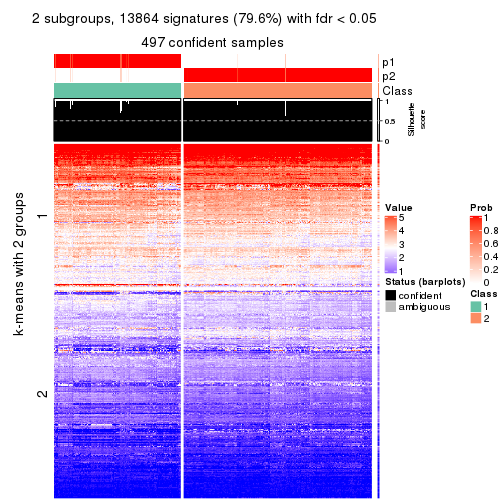 2 subgroups, 13864 signatures (79.6%) with fdr < 0.05
497 confident samples
p1
p2
Class
1
0.5
0
Silhouette
score
k-means with 2 groups
1
2
Value
5
4
3
2
1
Status (barplots)
confident
ambiguous
Prob
1
0.8
0.6
0.4
0.2
0
Class
1
2